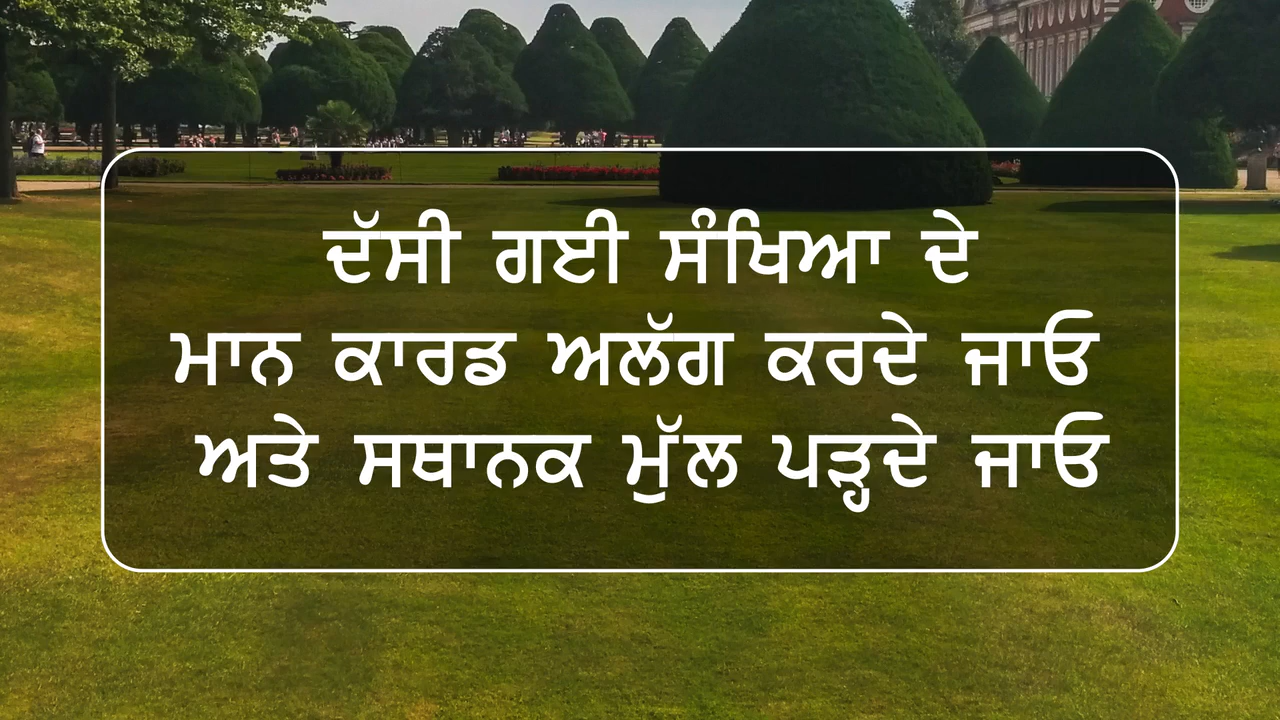 ਦੱਸੀ ਗਈ ਸੰਖਿਆ ਦੇ
ਮਾਨ ਕਾਰਡ ਅਲੱਗ ਕਰਦੇ ਜਾਓ
ਅਤੇ ਸਥਾਨਕ ਮੁੱਲ ਪੜ੍ਹਦੇ ਜਾਓ